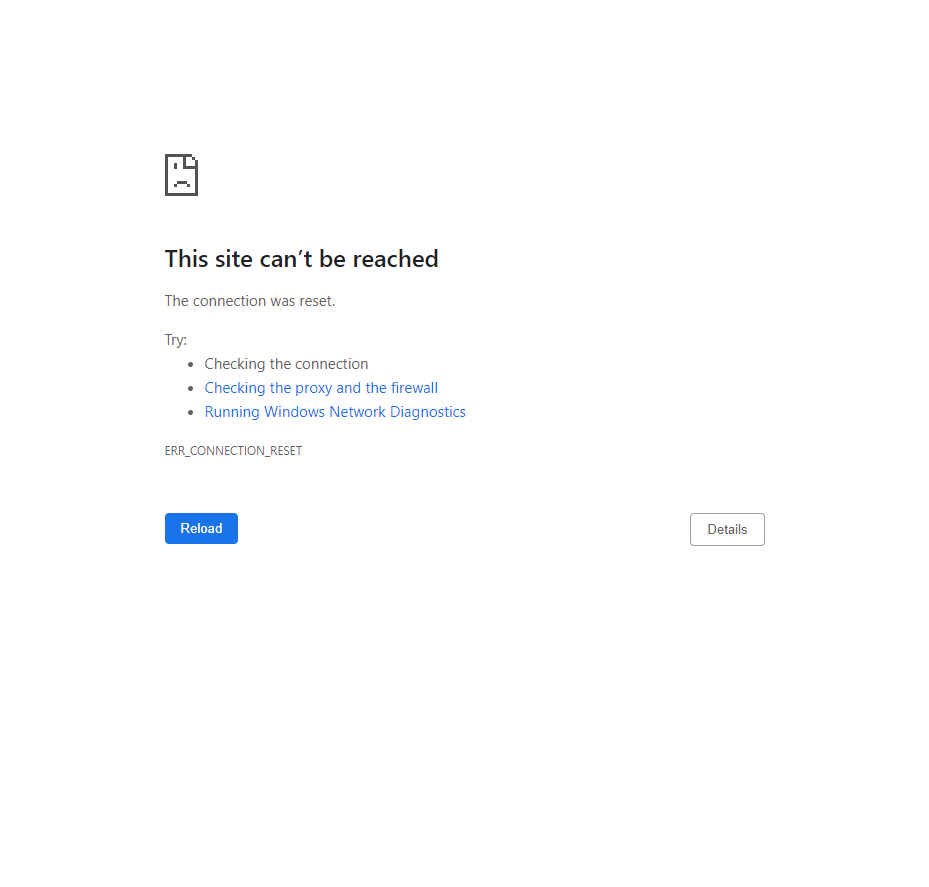 This site can’t be reached
The connection was reset.
Try:
• Checking the connection
• Checking the proxy and the firewall
• Running Windows Network Diagnostics
ERR_CONNECTION_RESET
Reload
Details